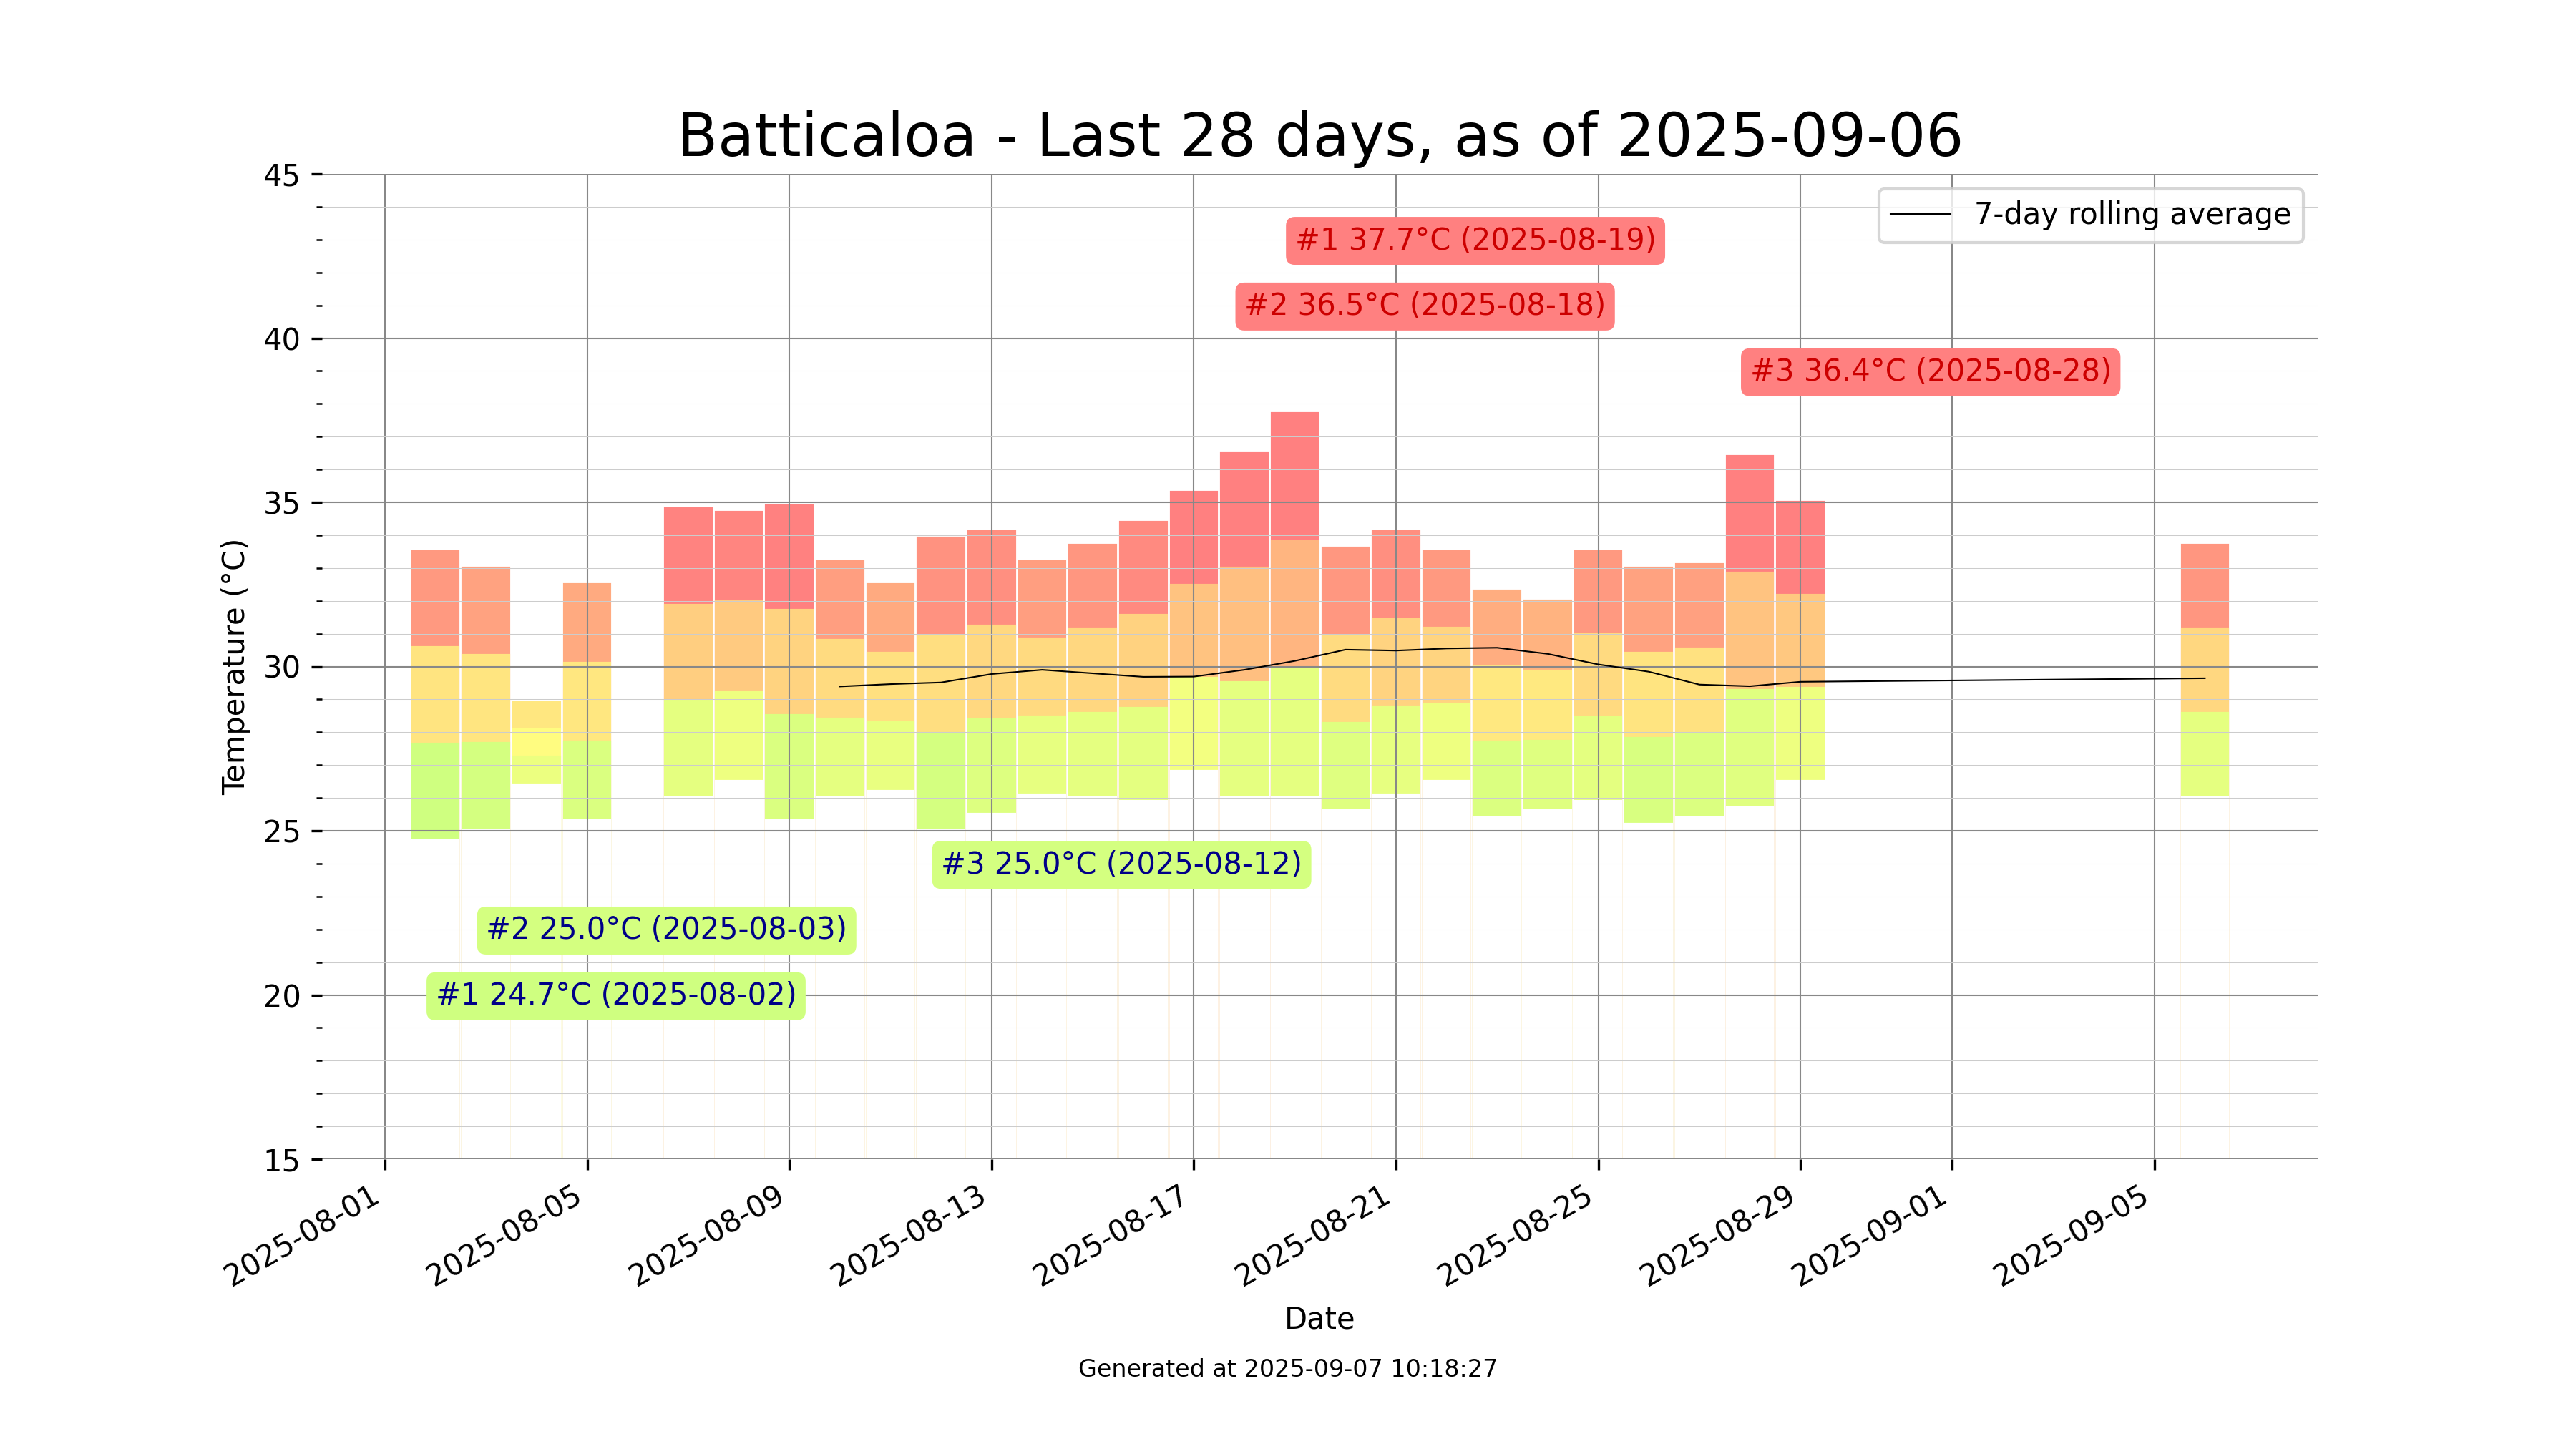 Batticaloa - Last 28 days, as of 2025-09-06
45
7-day rolling average
#1 37.7°C (2025-08-19)
#2 36.5°C (2025-08-18)
40
#3 36.4°C (2025-08-28)
35
Temperature (°C)
30
25
#3 25.0°C (2025-08-12)
#2 25.0°C (2025-08-03)
20
#1 24.7°C (2025-08-02)
15
2025-08-01
2025-08-05
2025-08-09
2025-08-13
2025-08-17
2025-08-21
2025-08-25
2025-08-29
2025-09-01
2025-09-05
Date
Generated at 2025-09-07 10:18:27